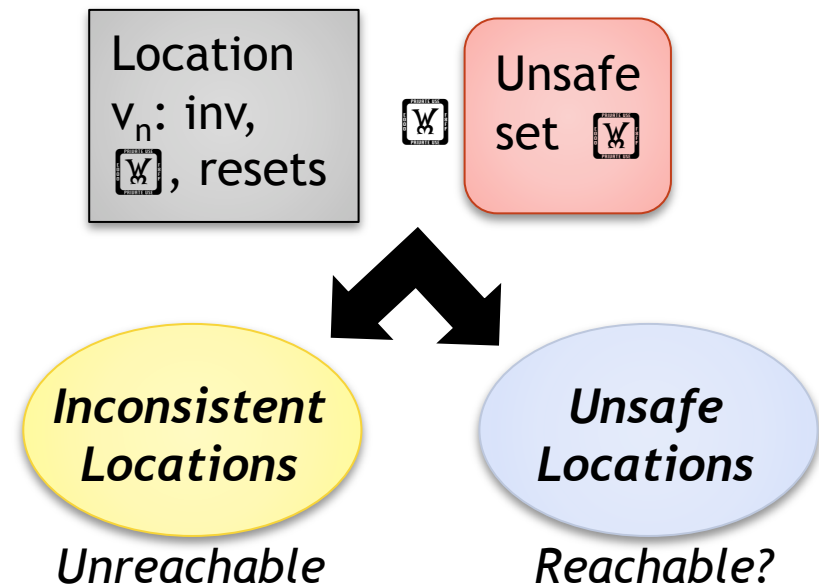 Location
vₙ: inv,
, resets
Unsafe
set
Inconsistent
Locations
Unsafe
Locations
Unreachable
Reachable?